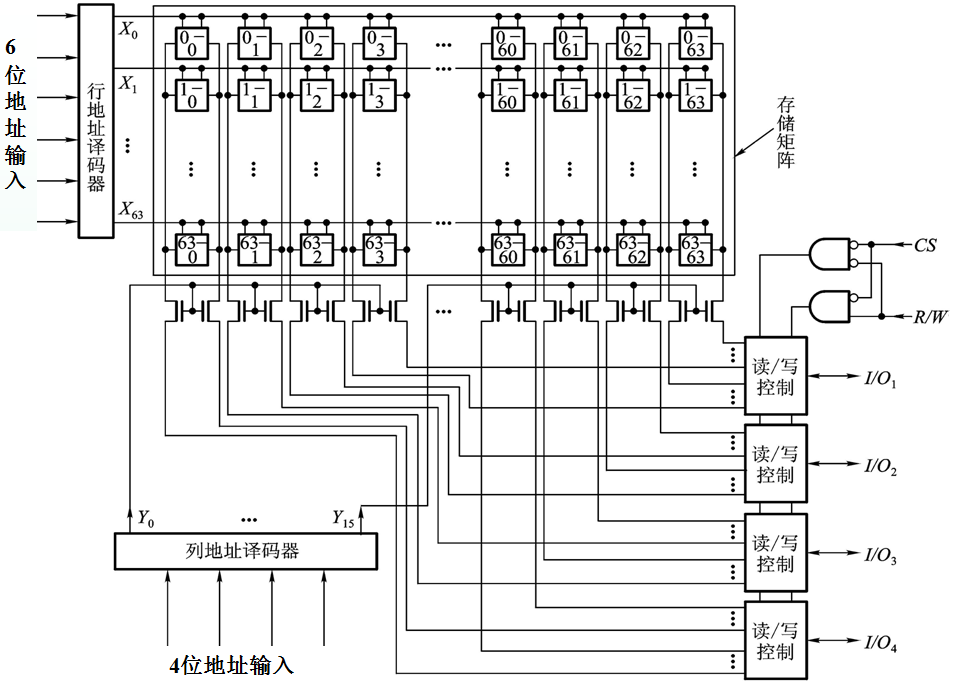 6位地址输入
行地址译码器
X0
X1
⋮
X63
0–0 0–1 0–2 0–3 ... 0–60 0–61 0–62 0–63
1–0 1–1 1–2 1–3 ... 1–60 1–61 1–62 1–63
63–0 63–1 63–2 63–3 ... 63–60 63–61 63–62 63–63
存储矩阵
CS
R/W
读/写控制
I/O1
读/写控制
I/O2
读/写控制
I/O3
读/写控制
I/O4
Y0 ... Y15
列地址译码器
4位地址输入